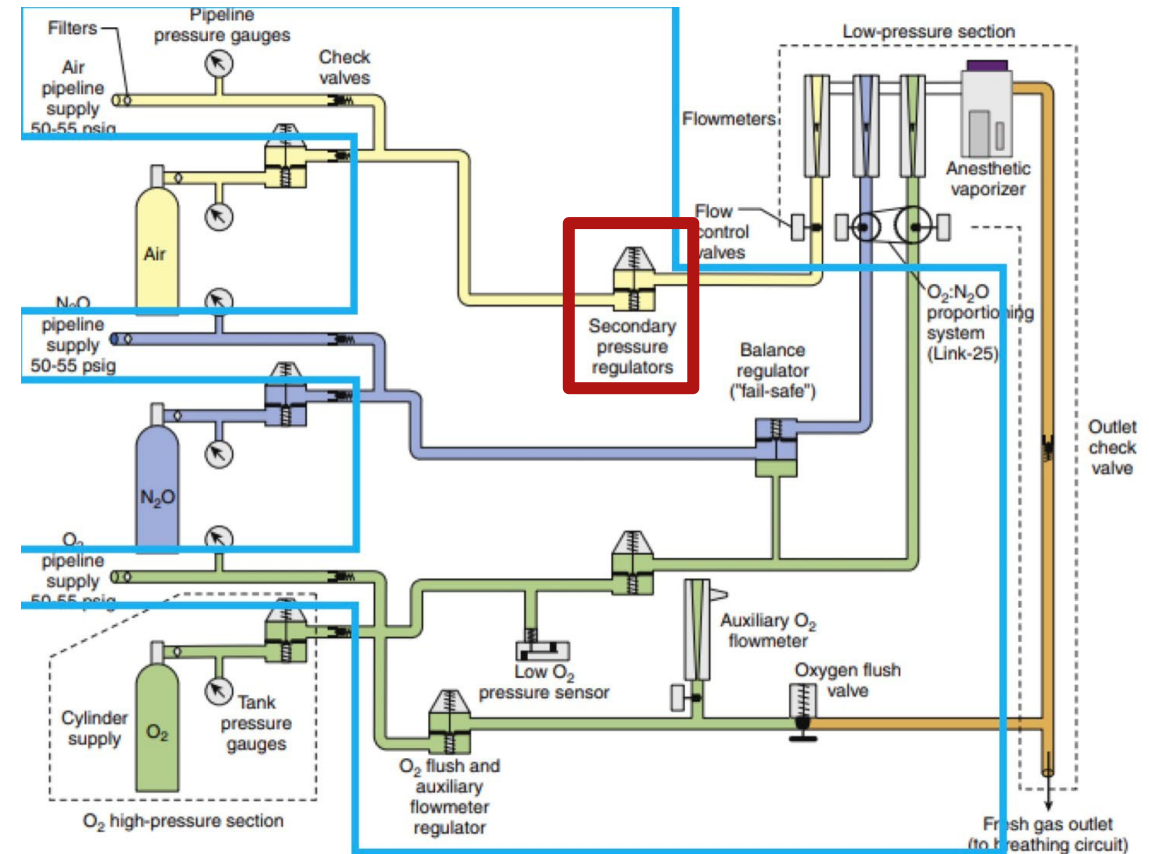 Filters
Pipeline
pressure gauges
Air
pipeline
supply
50-55 psig
Check
valves
Air
Low-pressure section
Flowmeters
Anesthetic
vaporizer
Flow
control
valves
O₂:N₂O
proportioning
system
(Link-25)
Secondary
pressure
regulators
N₂O
pipeline
supply
50-55 psig
N₂O
Balance
regulator
("fail-safe")
Outlet
check
valve
O₂
pipeline
supply
50-55 psig
Cylinder
supply
O₂
Tank
pressure
gauges
O₂ high-pressure section
Low O₂
pressure sensor
Auxiliary O₂
flowmeter
Oxygen flush
valve
O₂ flush and
auxiliary
flowmeter
regulator
Fresh gas outlet
(to breathing circuit)